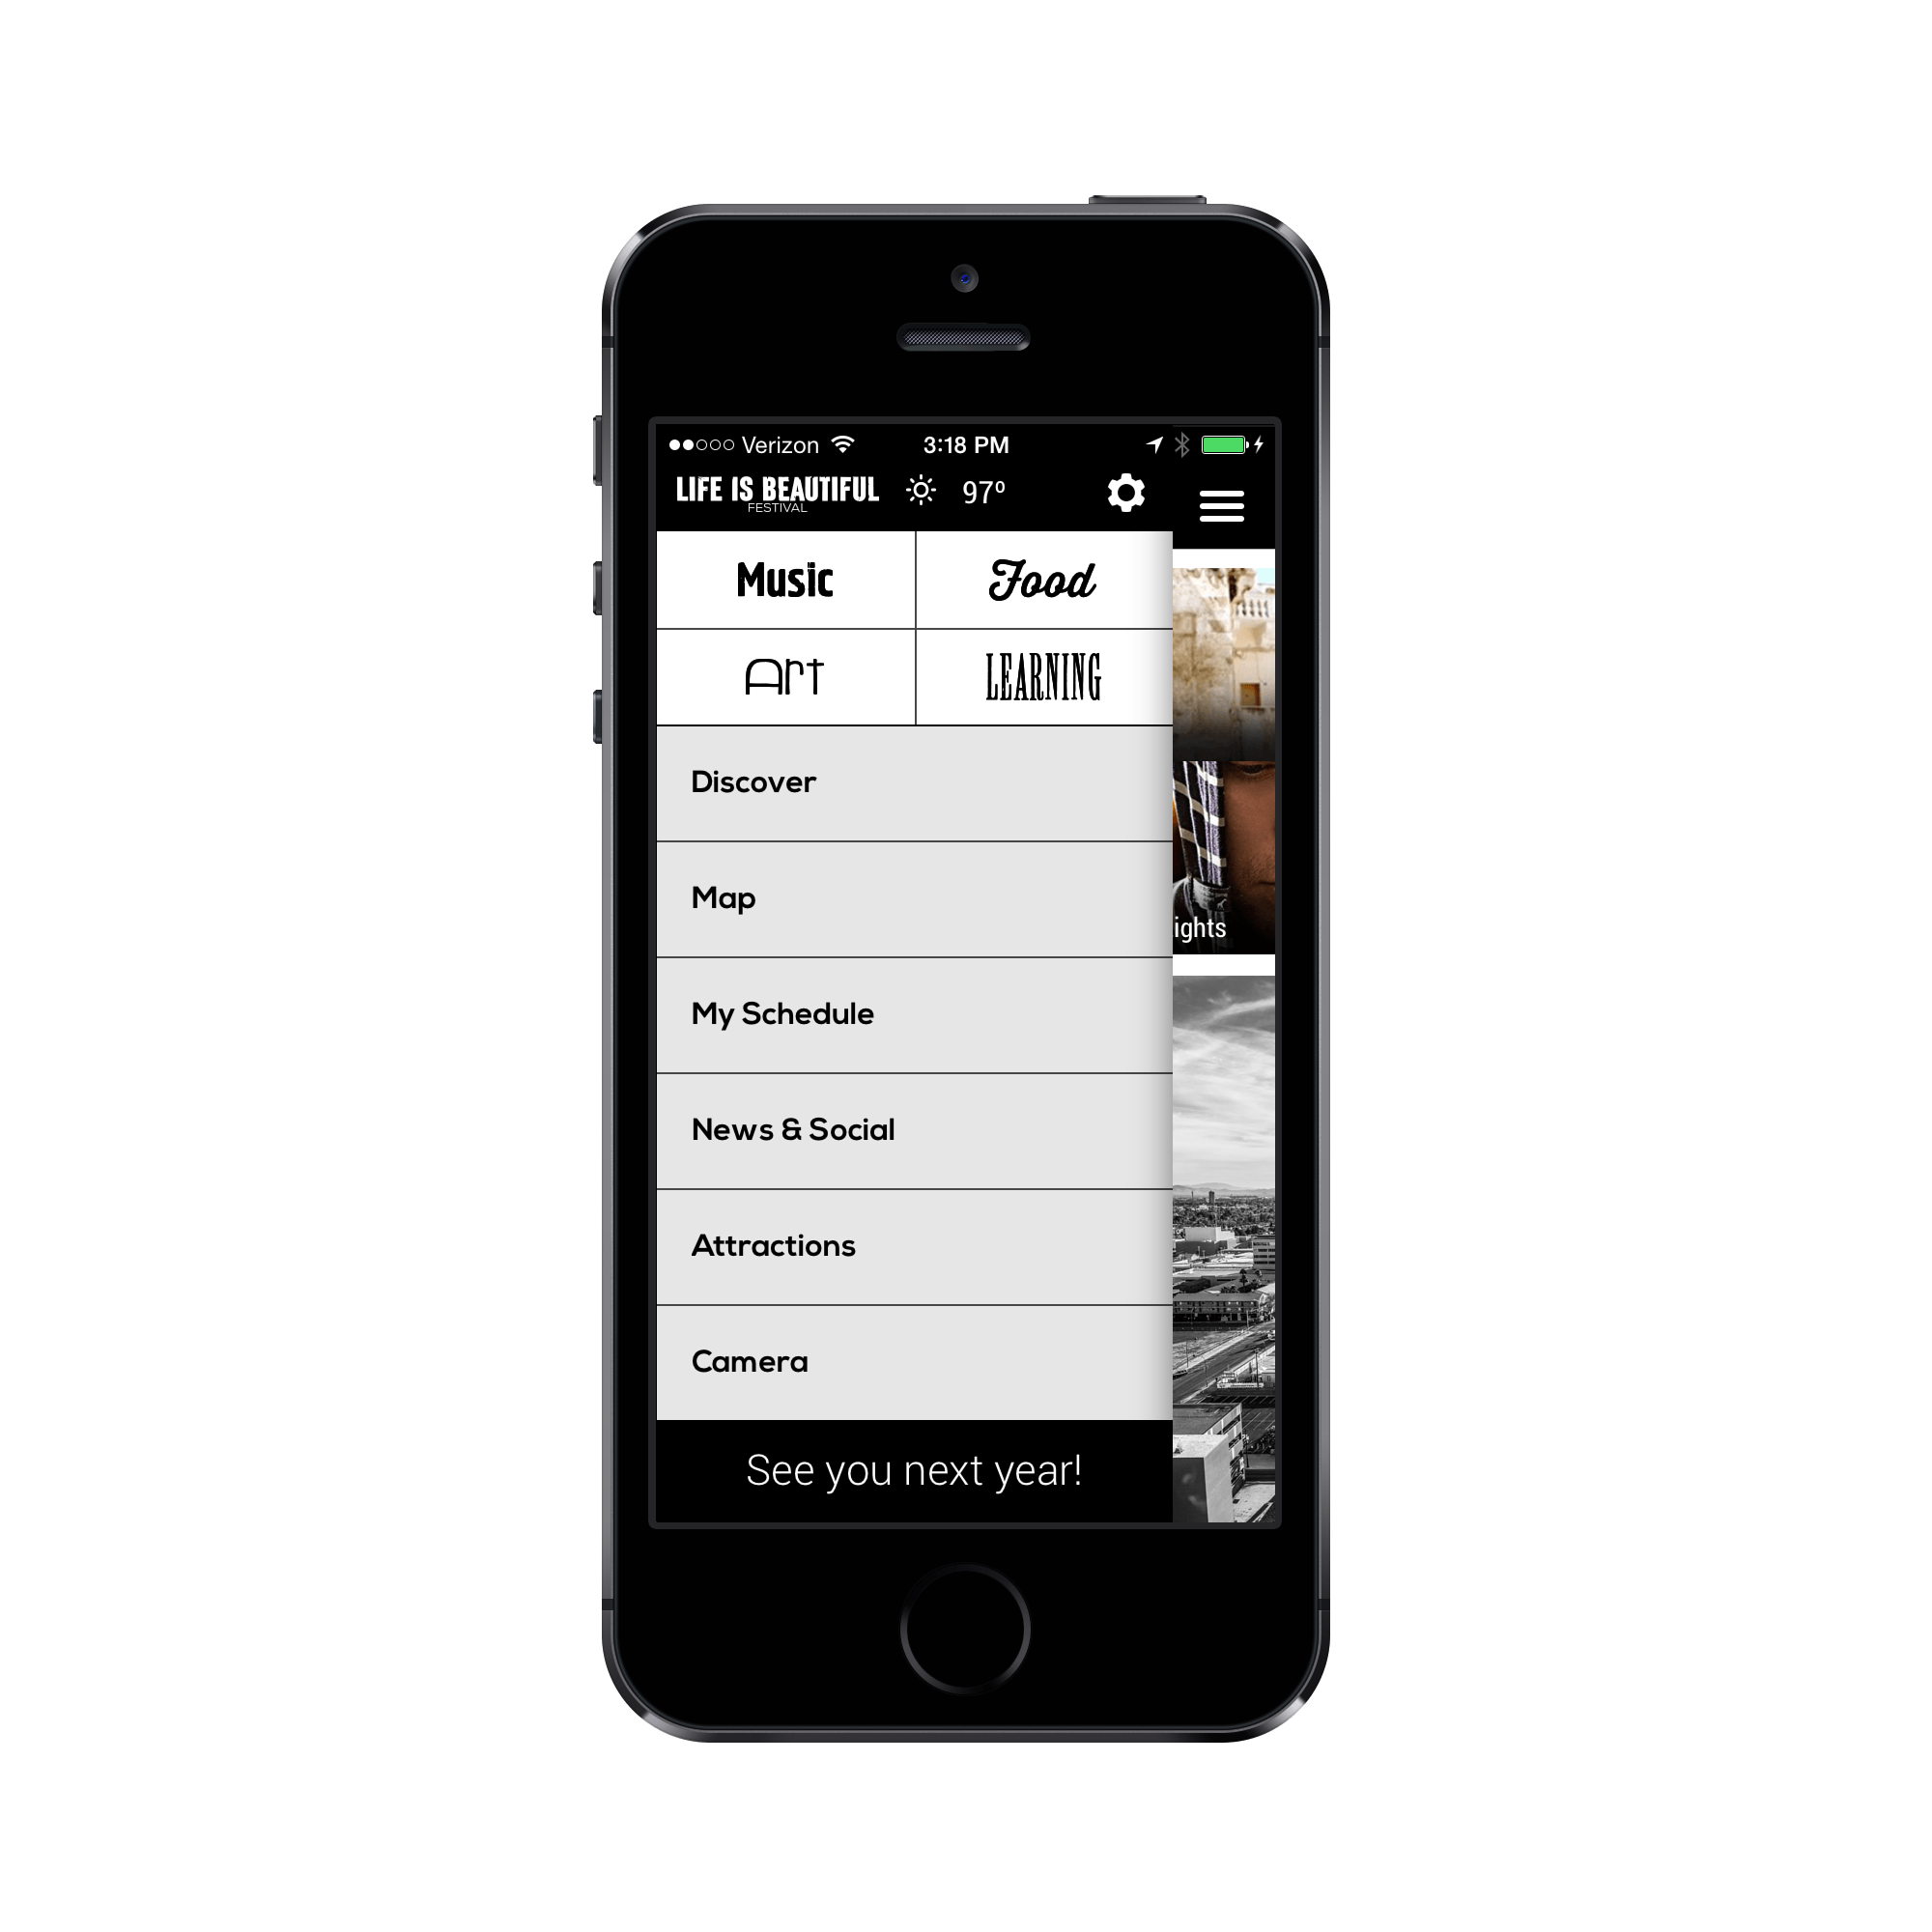 Verizon 3:18 PM
LIFE IS BEAUTIFUL 97º
FESTIVAL
Music Food
Art LEARNING
Discover
Map
ights
My Schedule
News & Social
Attractions
Camera
See you next year!